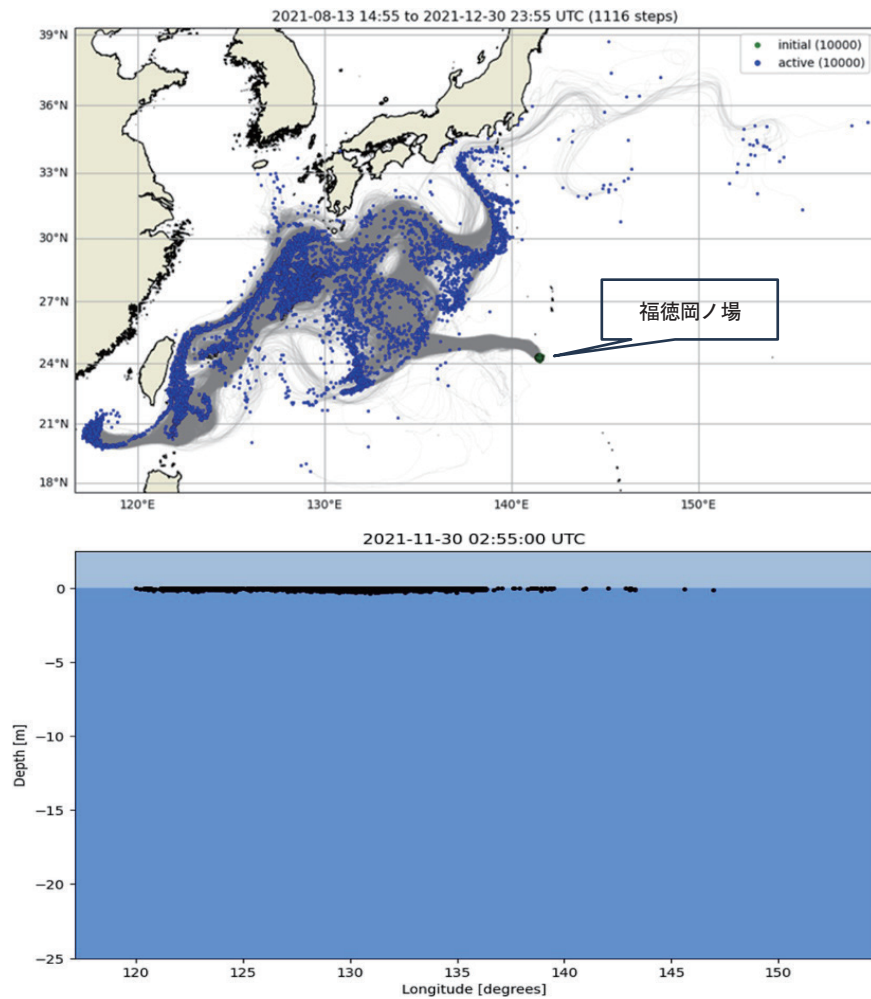 2021-08-13 14:55 to 2021-12-30 23:55 UTC (1116 steps)
39°N
36°N
33°N
30°N
27°N
24°N
21°N
18°N
initial (10000)
active (10000)
福徳岡ノ場
120°E
130°E
140°E
150°E
2021-11-30 02:55:00 UTC
0
−5
−10
−15
−20
−25
Depth [m]
120
125
130
135
140
145
150
Longitude [degrees]